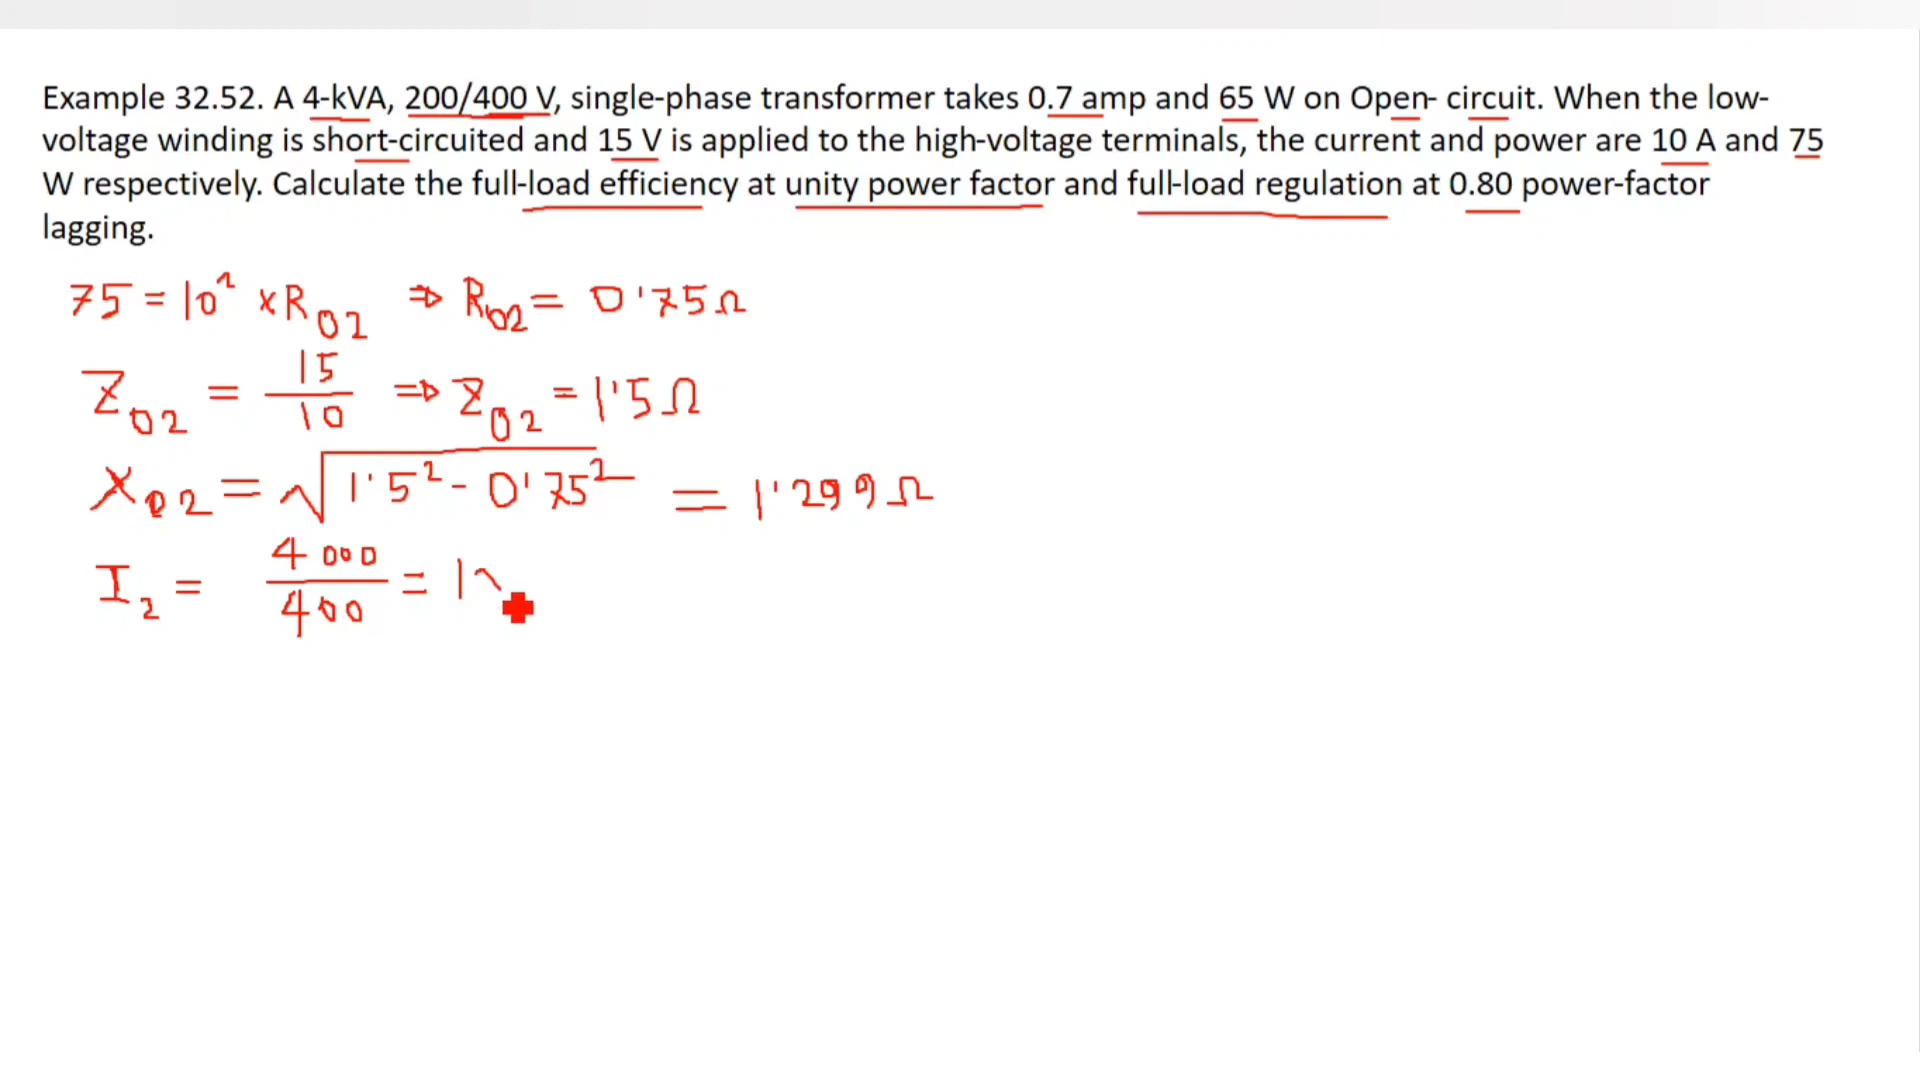 Example 32.52. A 4-kVA, 200/400 V, single-phase transformer takes 0.7 amp and 65 W on Open- circuit. When the low-
voltage winding is short-circuited and 15 V is applied to the high-voltage terminals, the current and power are 10 A and 75
W respectively. Calculate the full-load efficiency at unity power factor and full-load regulation at 0.80 power-factor
lagging.
75 = 10² × R₀₂ ⇒ R₀₂ = 0.75 Ω
Z₀₂ = 15/10 ⇒ Z₀₂ = 1.5 Ω
X₀₂ = √(1.5² - 0.75²) = 1.299 Ω
I₂ = 4000/400 = 1